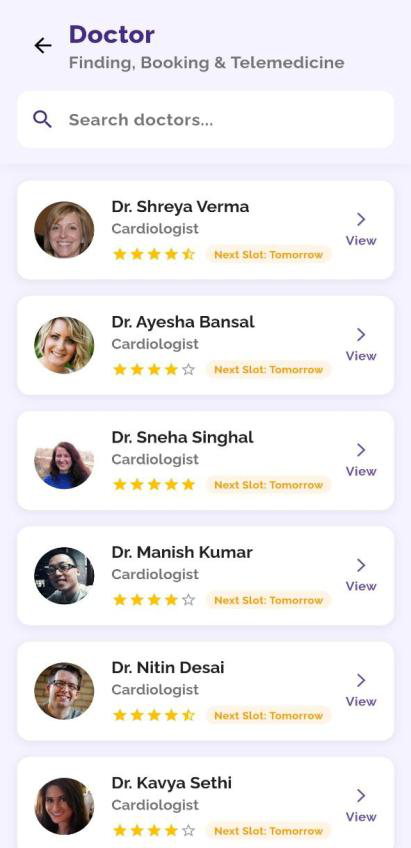 Doctor
Finding, Booking & Telemedicine
Search doctors...
Dr. Shreya Verma
Cardiologist
Next Slot: Tomorrow
View
Dr. Ayesha Bansal
Cardiologist
Next Slot: Tomorrow
View
Dr. Sneha Singhal
Cardiologist
Next Slot: Tomorrow
View
Dr. Manish Kumar
Cardiologist
Next Slot: Tomorrow
View
Dr. Nitin Desai
Cardiologist
Next Slot: Tomorrow
View
Dr. Kavya Sethi
Cardiologist
Next Slot: Tomorrow
View